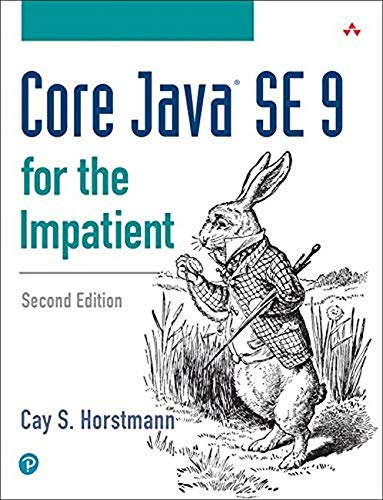 Core Java® SE 9
for the
Impatient
Second Edition
Cay S. Horstmann
P